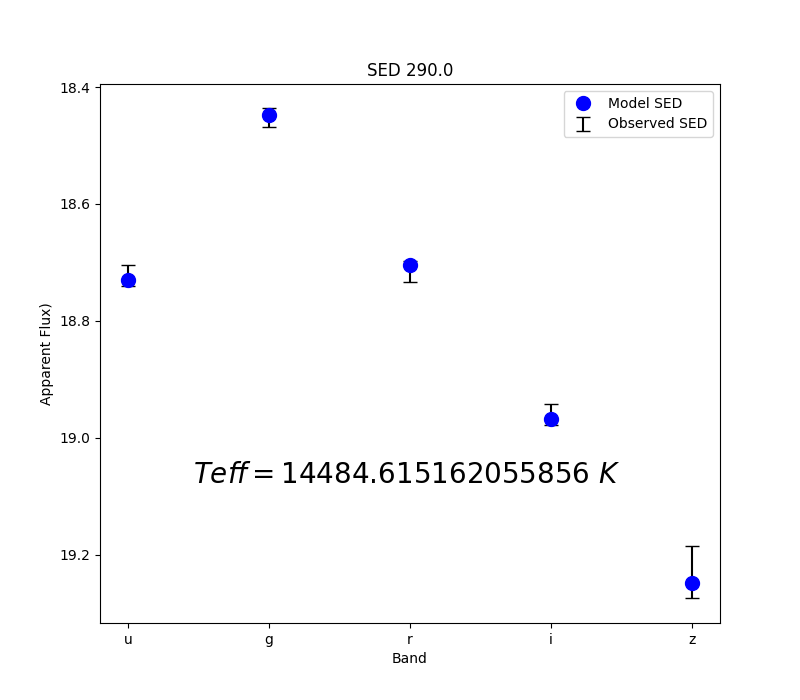 SED 290.0
Model SED
Observed SED
18.4
18.6
18.8
19.0
19.2
Apparent Flux)
Teff = 14484.615162055856 K
u g r i z
Band